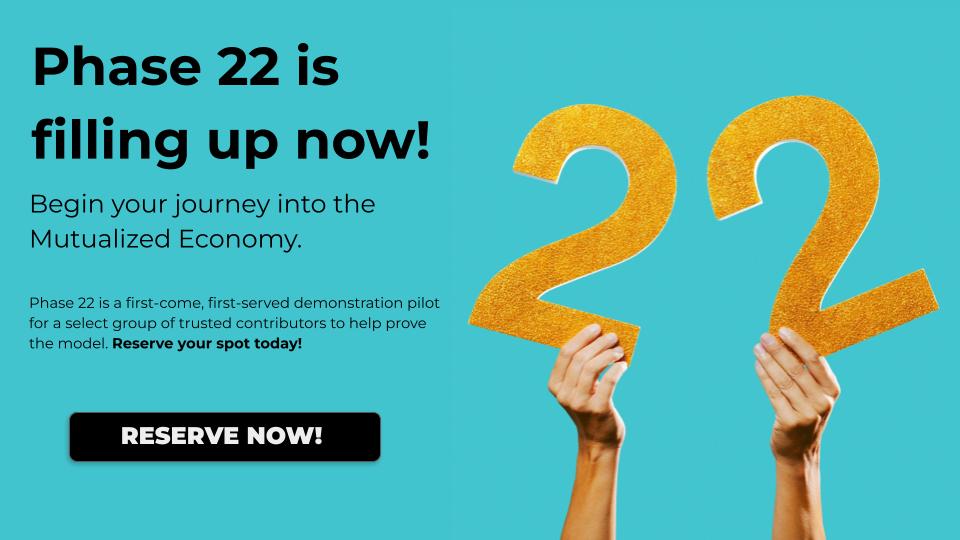 Phase 22 is
filling up now!
Begin your journey into the
Mutualized Economy.
Phase 22 is a first-come, first-served demonstration pilot
for a select group of trusted contributors to help prove
the model. Reserve your spot today!
RESERVE NOW!
22